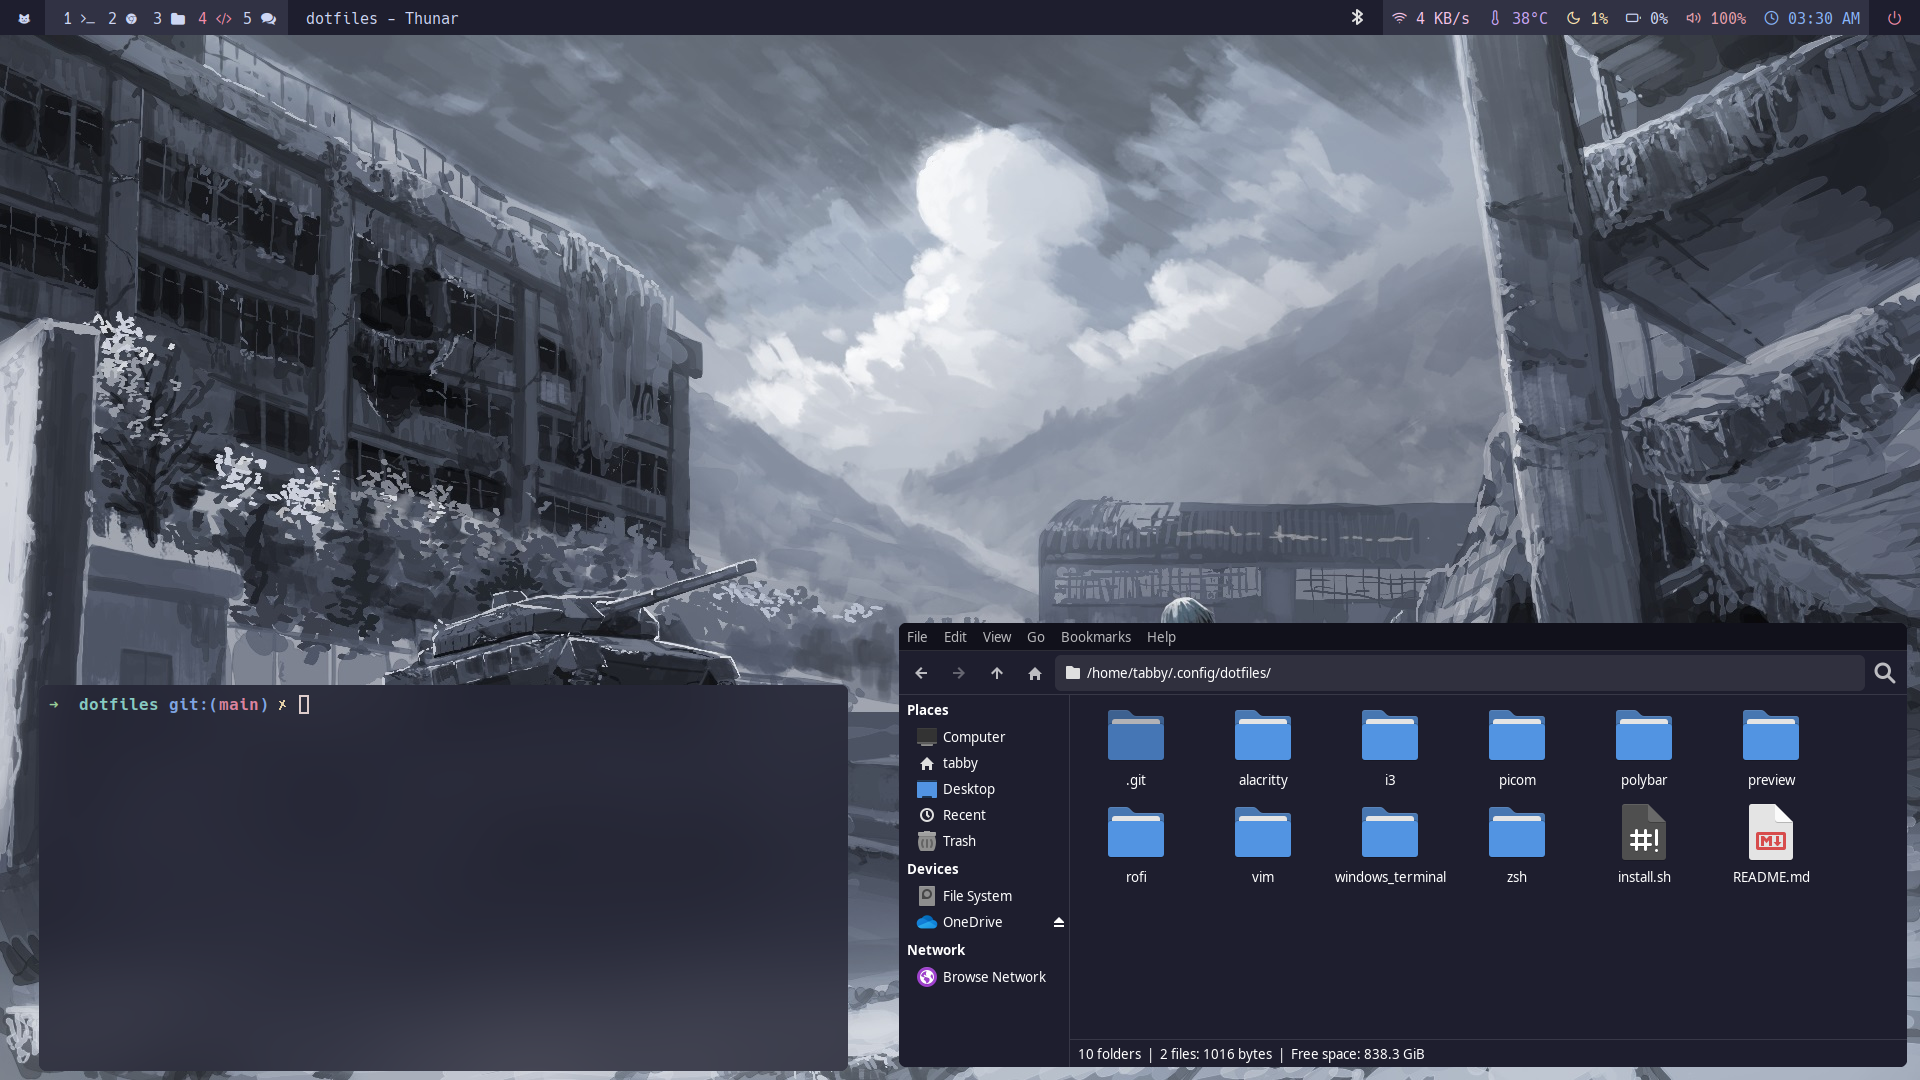 1 2 3 4 5 dotfiles - Thunar 4 KB/s 38°C 1% 0% 100% 03:30 AM
➜ dotfiles git:(main) ✗
File Edit View Go Bookmarks Help
/home/tabby/.config/dotfiles/
Places
Computer
tabby
Desktop
Recent
Trash
Devices
File System
OneDrive
Network
Browse Network
.git alacritty i3 picom polybar preview
rofi vim windows_terminal zsh install.sh README.md
10 folders | 2 files: 1016 bytes | Free space: 838.3 GiB